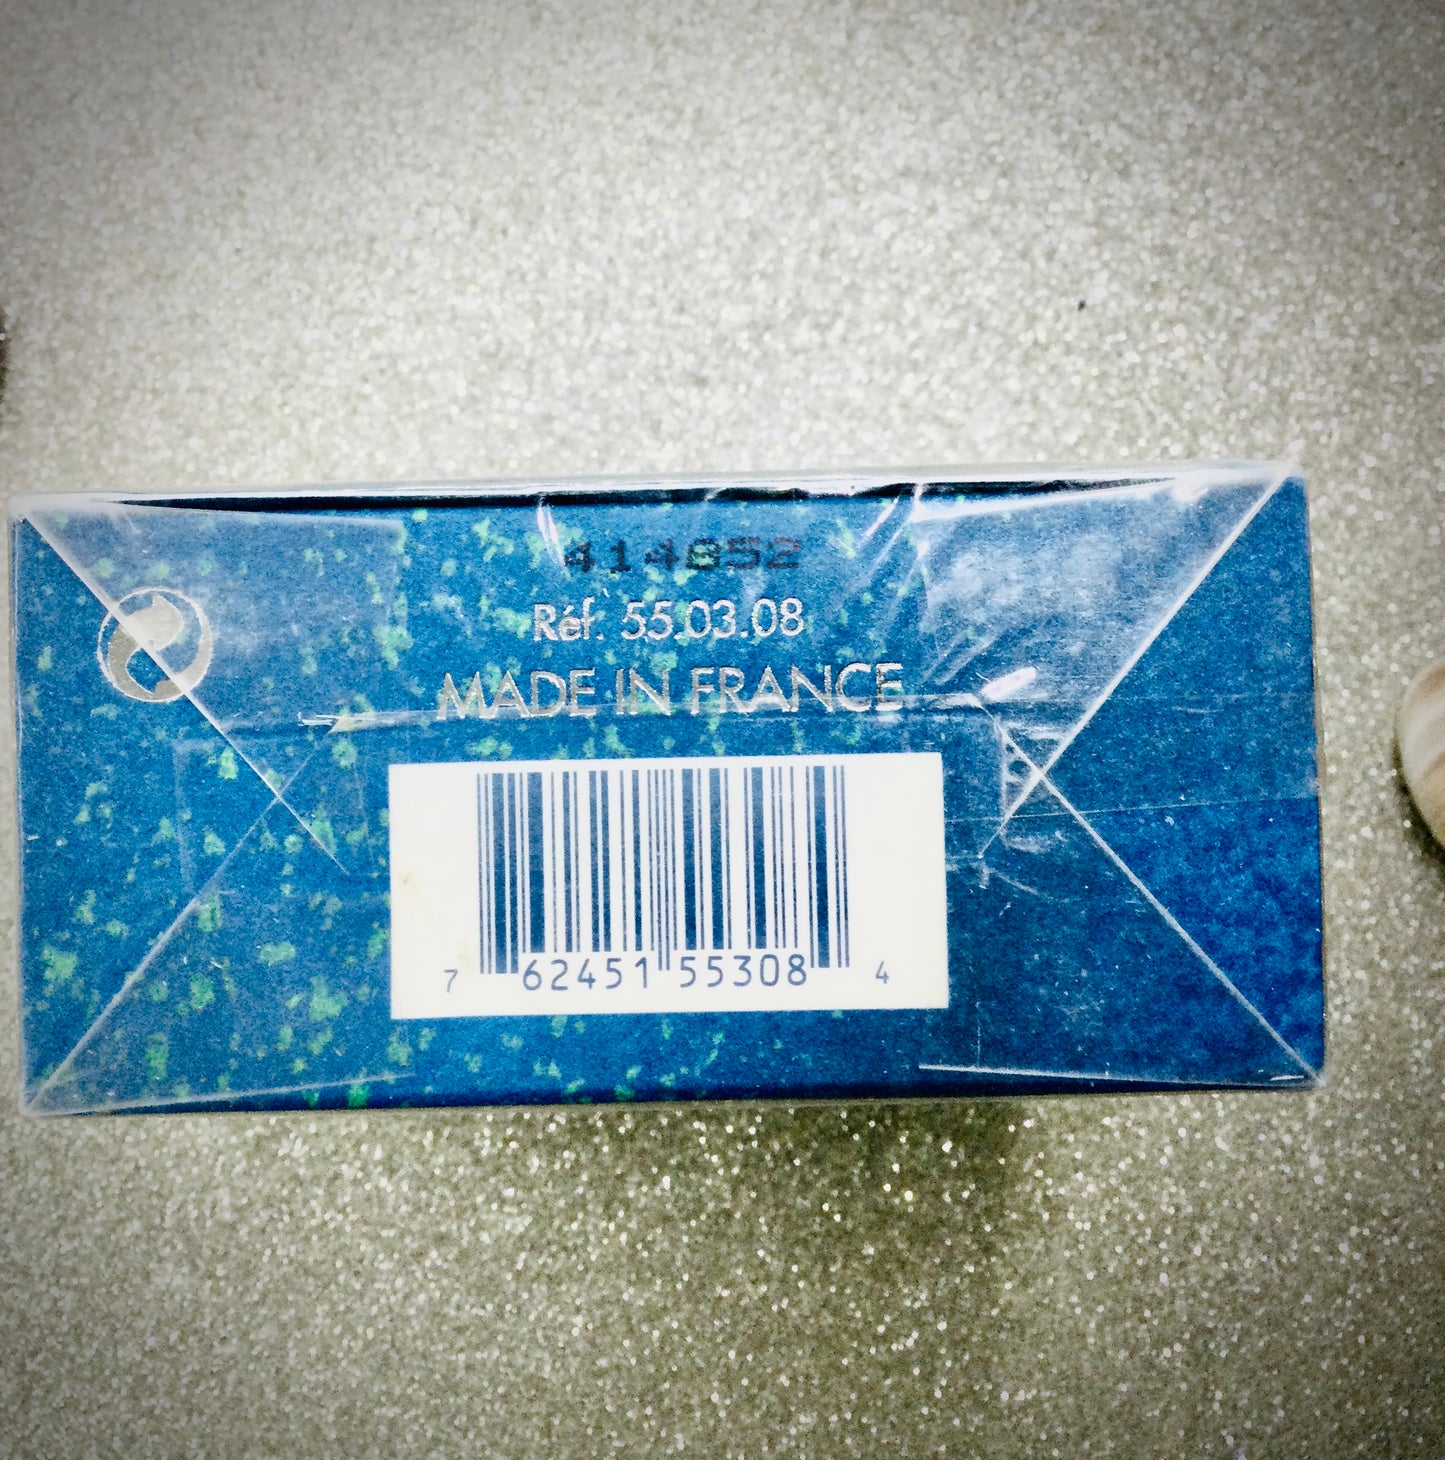 414852
Réf. 55.03.08
MADE IN FRANCE
7 62451 55308 4